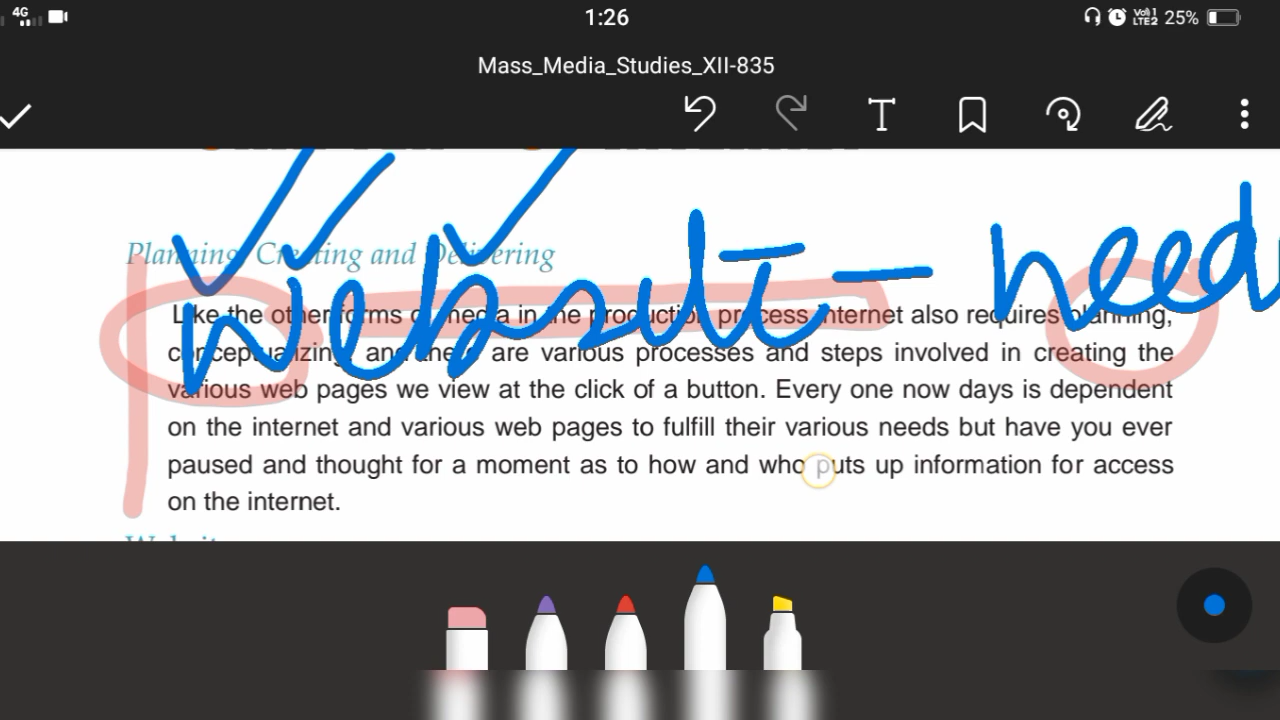 4G 1:26 Vo) 1 LTE2 25%
Mass_Media_Studies_XII-835
T
Planning, Creating and Delivering
Website - need
Like the other forms of media in the production process internet also requires planning,
conceptualizing, and there are various processes and steps involved in creating the
various web pages we view at the click of a button. Every one now days is dependent
on the internet and various web pages to fulfill their various needs but have you ever
paused and thought for a moment as to how and who puts up information for access
on the internet.